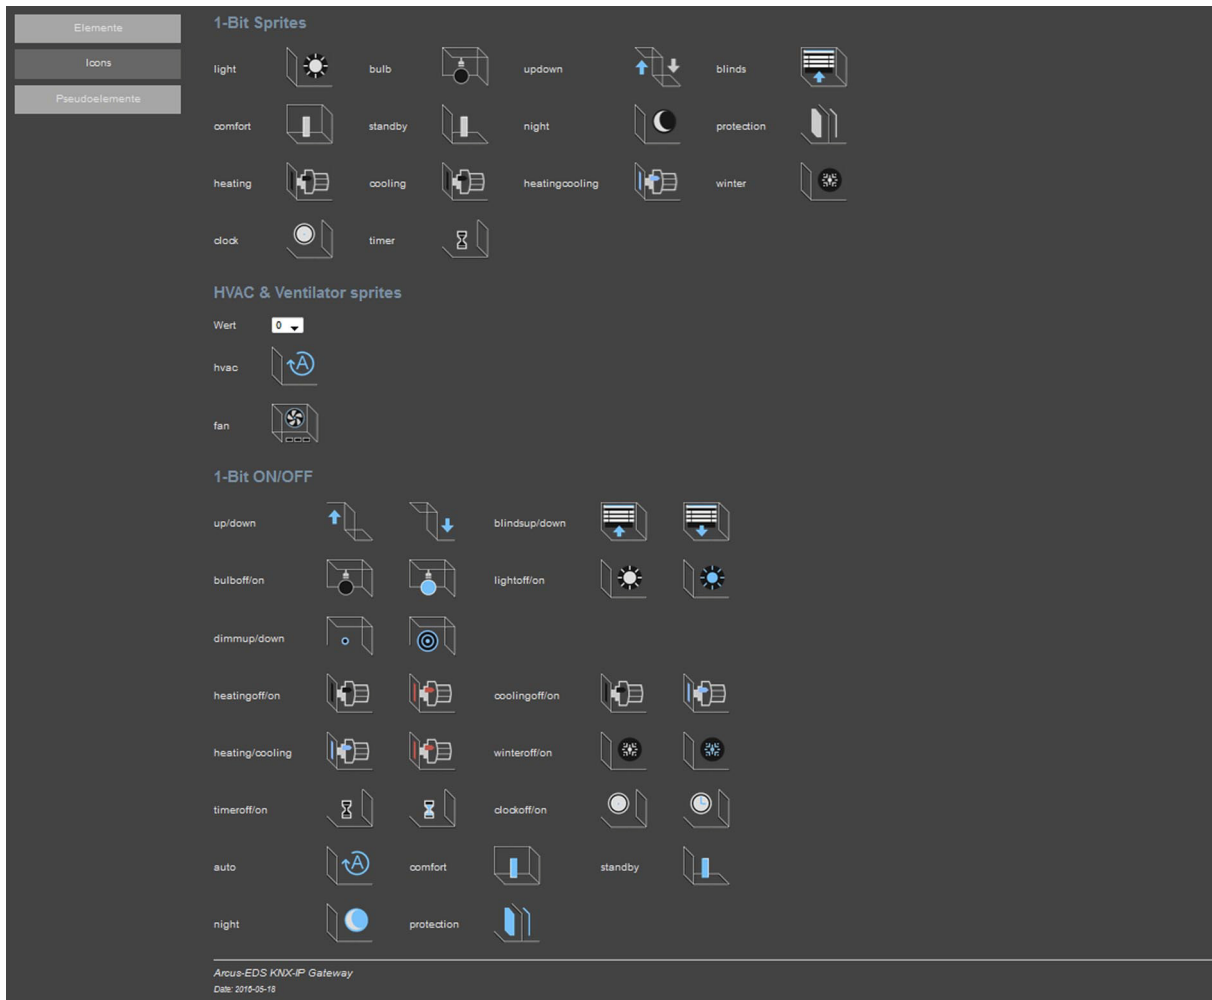 Elemente
Icons
Pseudoelemente
1-Bit Sprites
light bulb updown blinds
comfort standby night protection
heating cooling heatingcooling winter
clock timer
HVAC & Ventilator sprites
Wert 0
hvac A
fan
1-Bit ON/OFF
up/down blindsup/down
bulboff/on lightoff/on
dimmup/down
heatingoff/on coolingoff/on
heating/cooling winteroff/on
timeroff/on clockoff/on
auto A comfort standby
night protection
Arcus-EDS KNX-IP Gateway
Date: 2016-05-18